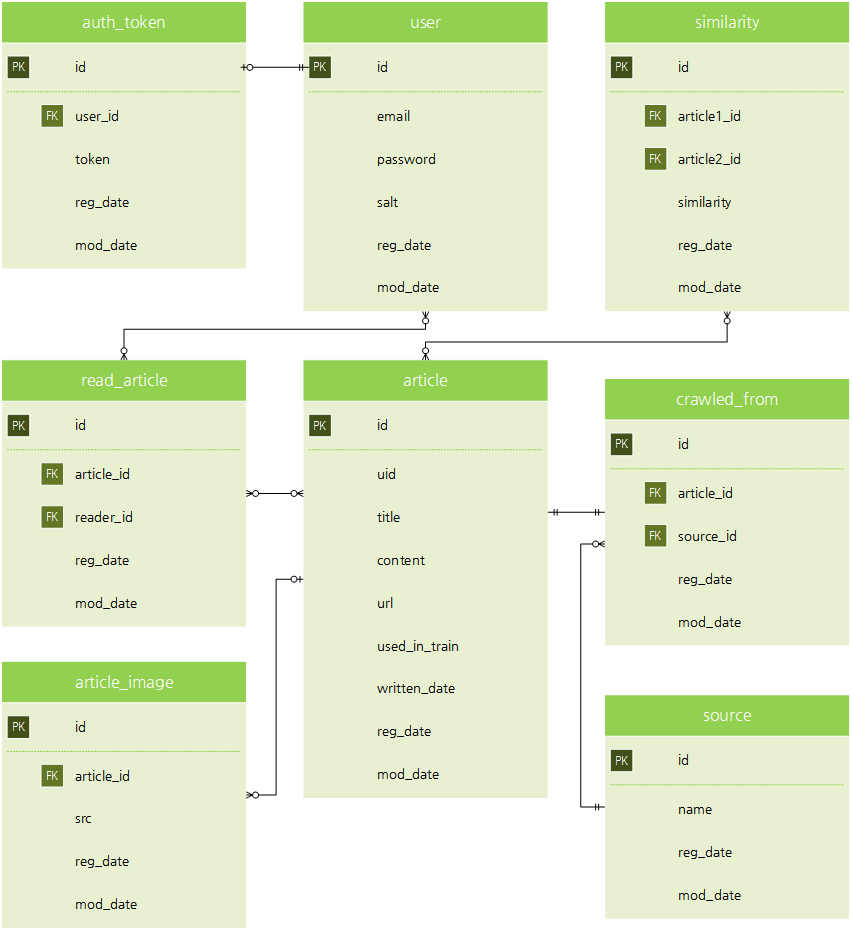 auth_token
PK id
FK user_id
token
reg_date
mod_date
user
PK id
email
password
salt
reg_date
mod_date
similarity
PK id
FK article1_id
FK article2_id
similarity
reg_date
mod_date
read_article
PK id
FK article_id
FK reader_id
reg_date
mod_date
article
PK id
uid
title
content
url
used_in_train
written_date
reg_date
mod_date
crawled_from
PK id
FK article_id
FK source_id
reg_date
mod_date
article_image
PK id
FK article_id
src
reg_date
mod_date
source
PK id
name
reg_date
mod_date